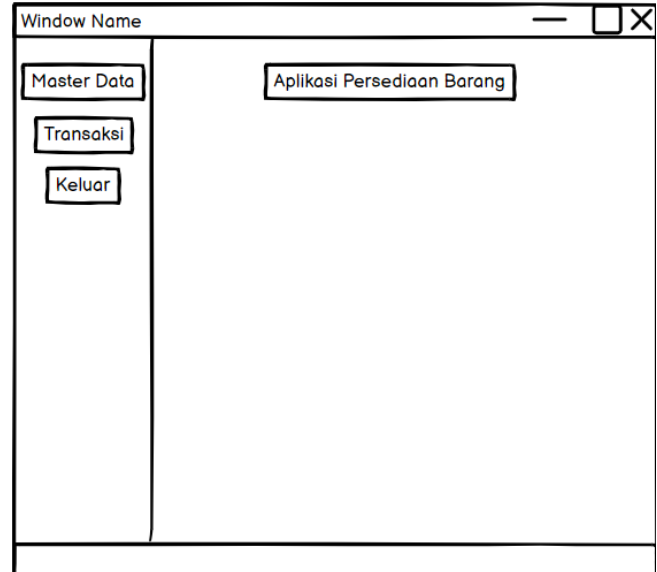 Window Name
Master Data
Aplikasi Persediaan Barang
Transaksi
Keluar